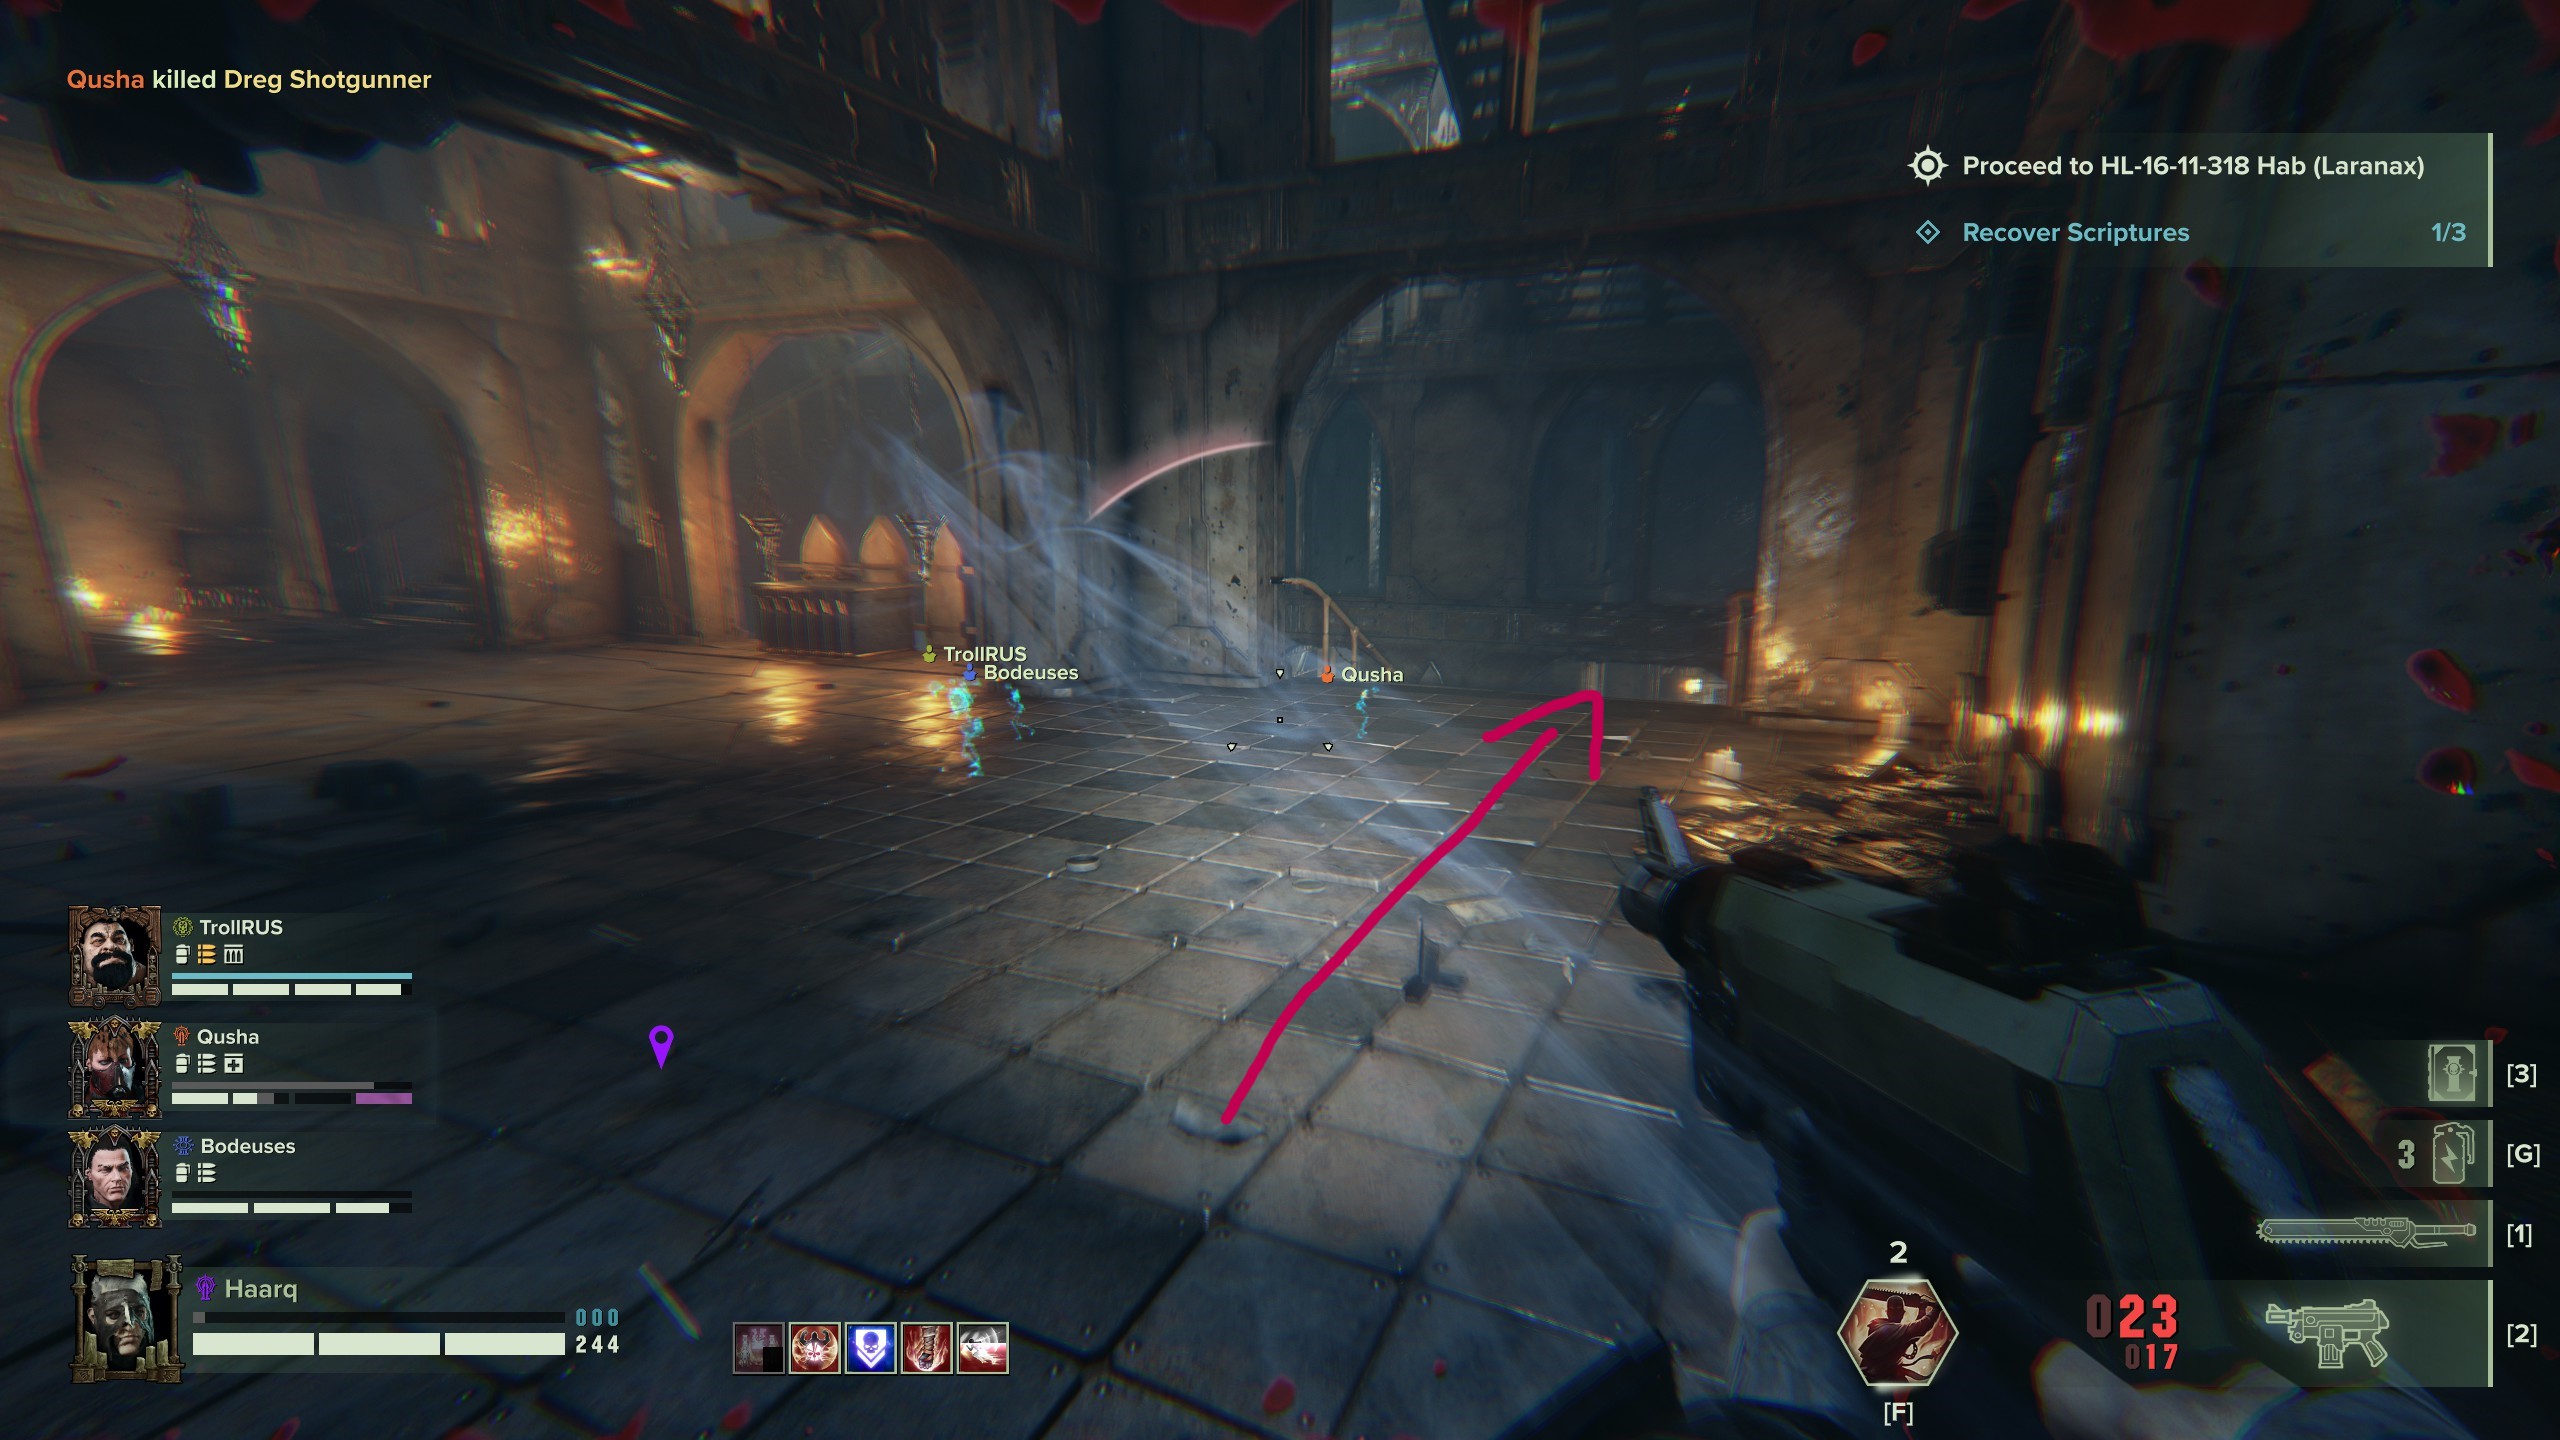 Qusha killed Dreg Shotgunner
Proceed to HL-16-11-318 Hab (Laranax)
Recover Scriptures 1/3
TrollRUS
Bodeuses
Qusha
TrollRUS
Qusha
Bodeuses
Haarq
000
244
2
[F]
[3]
3 [G]
[1]
023
017
[2]